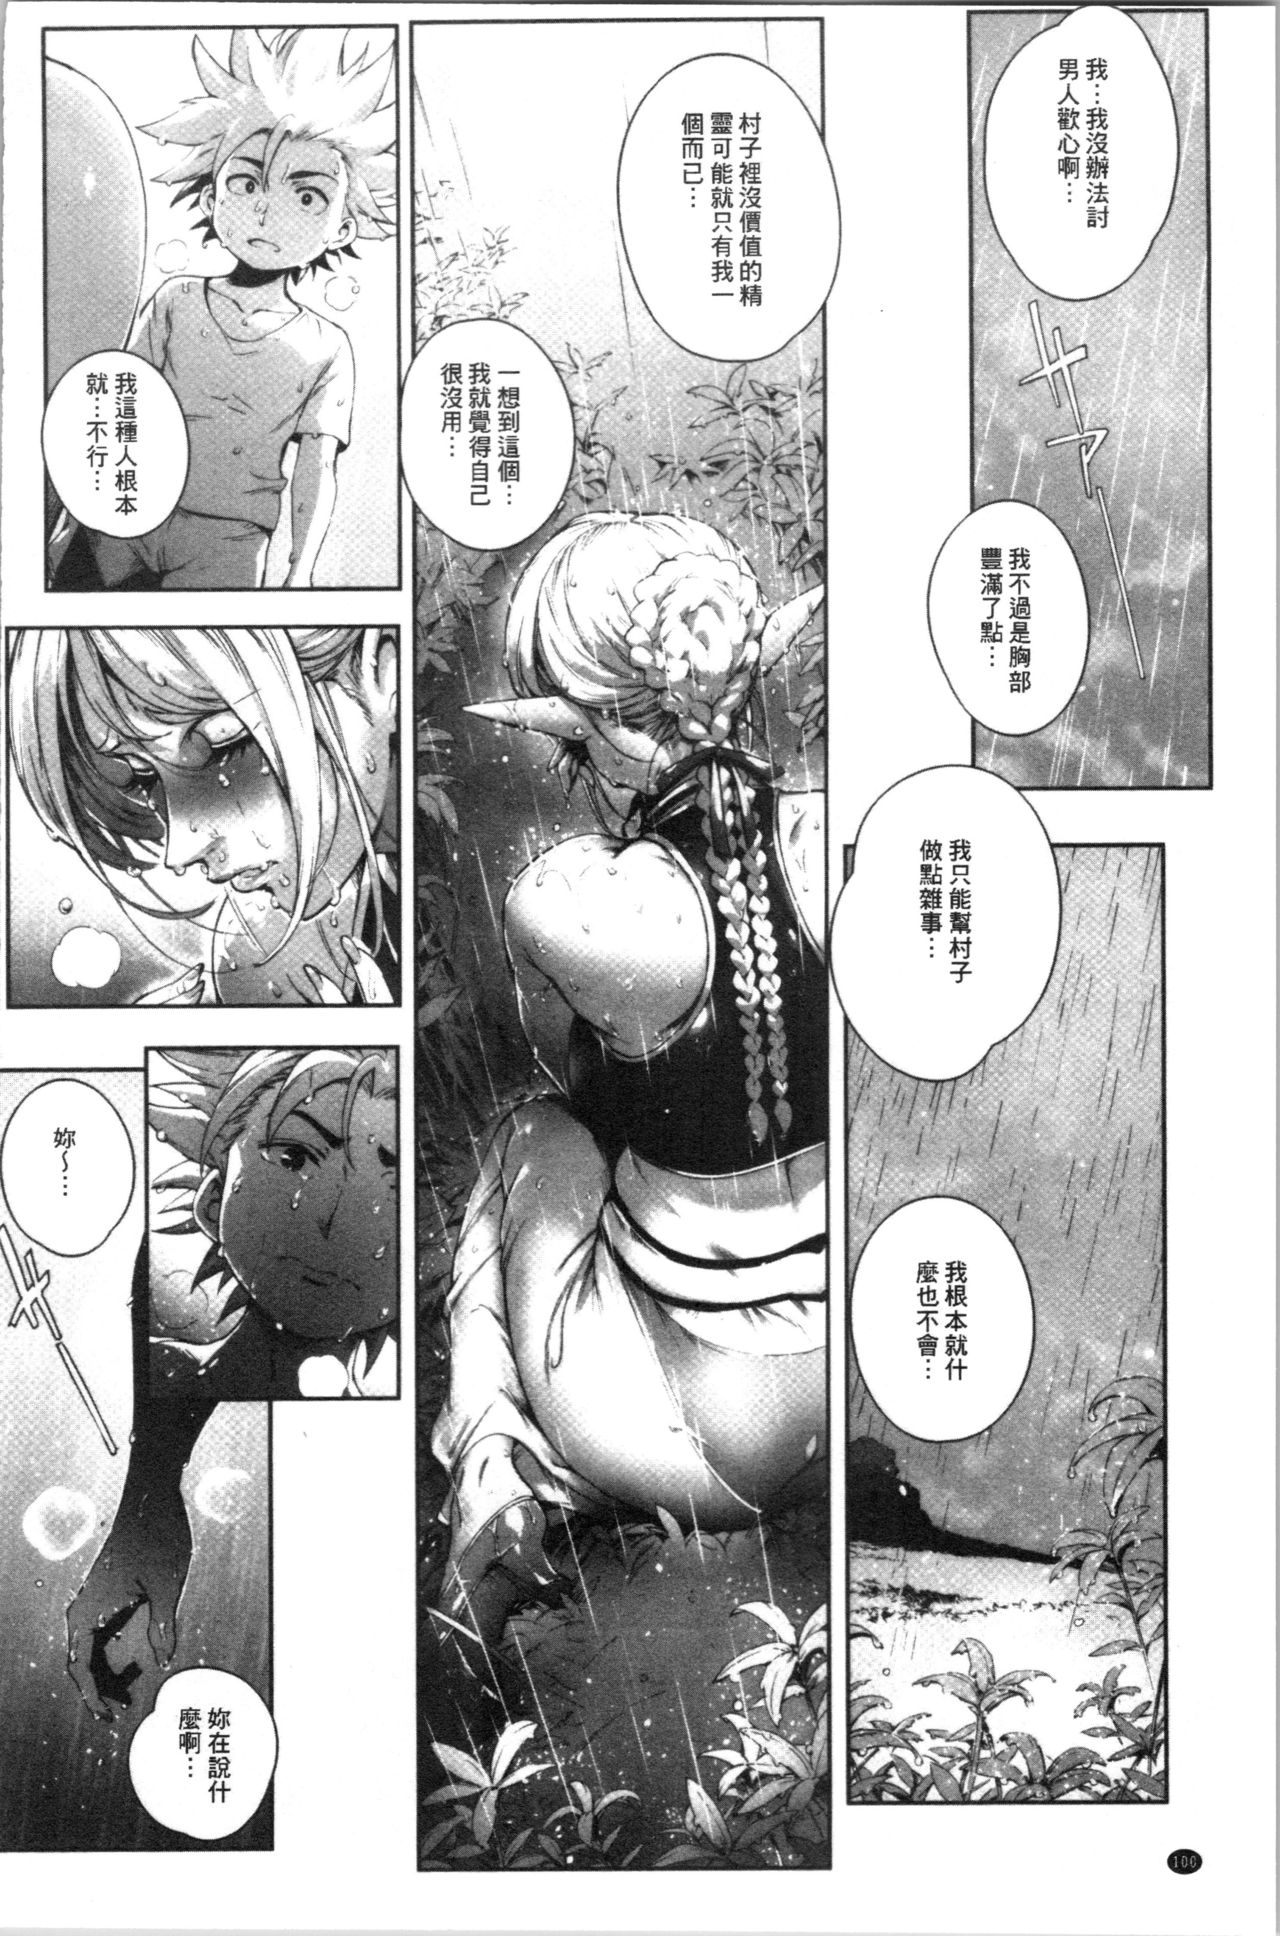 我…我沒辦法討
男人歡心啊…
ザァ
我不過是胸部
豐滿了點…
我只能幫村子
做點雜事…
我根本就什
麼也不會…
村子裡沒價值的精
靈可能就只有我一
個而已…
一想到這個…
我就覺得自己
很沒用…
我這種人根本
就…不行…
妳～…
妳在說什
麼啊…
100